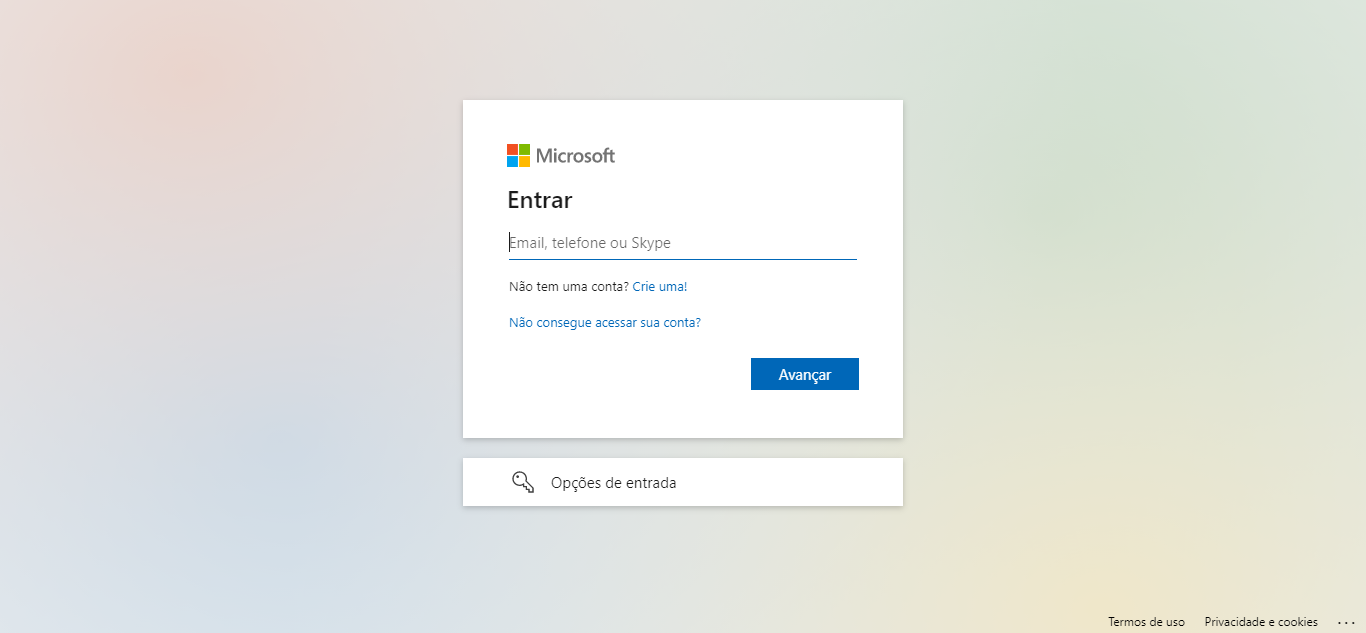 Microsoft
Entrar
Email, telefone ou Skype
Não tem uma conta? Crie uma!
Não consegue acessar sua conta?
Avançar
Opções de entrada
Termos de uso Privacidade e cookies ...